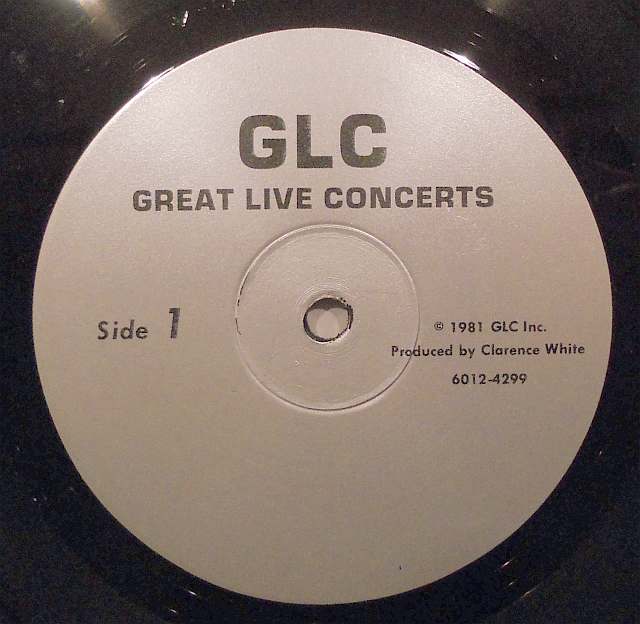 GLC
GREAT LIVE CONCERTS
Side 1
© 1981 GLC Inc.
Produced by Clarence White
6012-4299